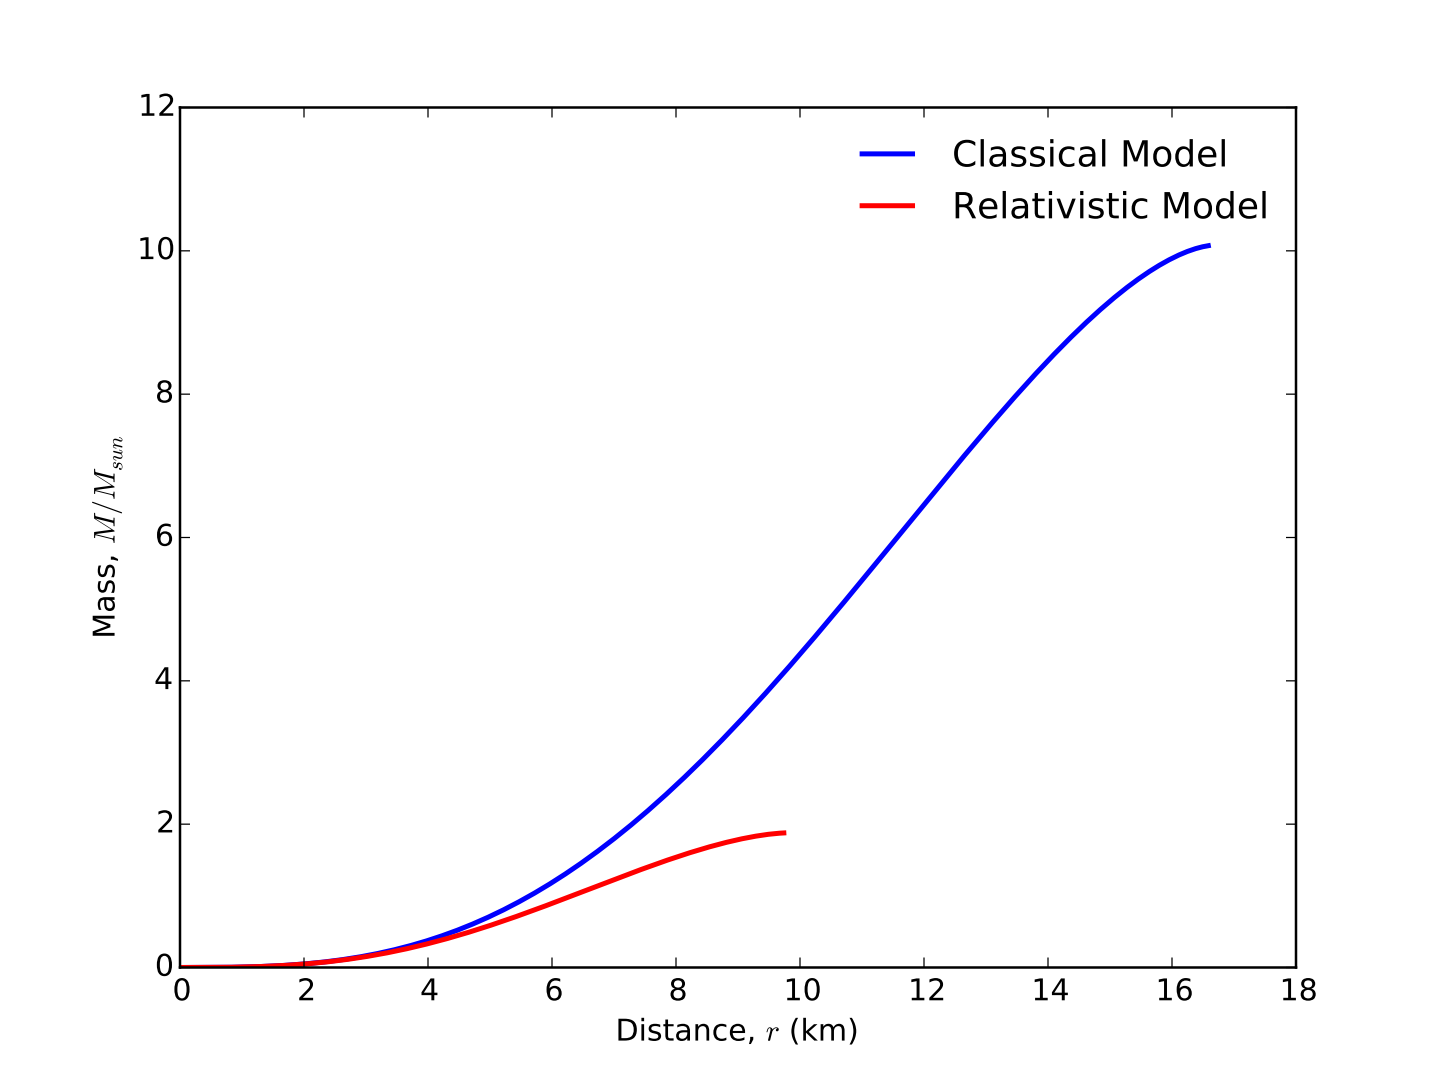 12
10
8
6
4
2
0
0 2 4 6 8 10 12 14 16 18
Mass, M/M_sun
Distance, r (km)
Classical Model
Relativistic Model